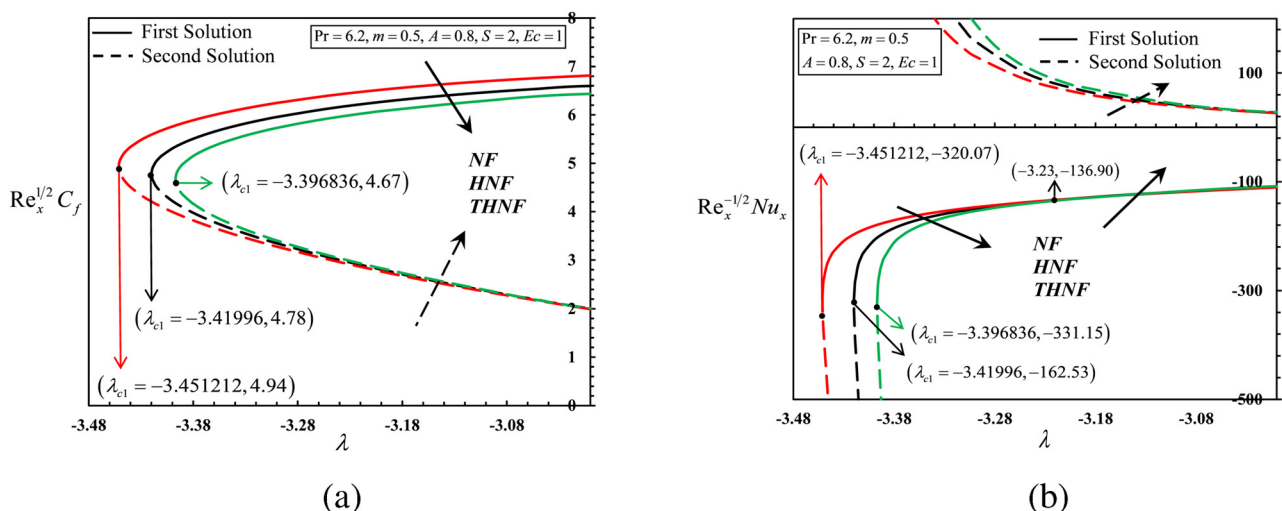 8
First Solution
Second Solution
Pr = 6.2, m = 0.5, A = 0.8, S = 2, Ec = 1
7
6
5
4
3
2
1
0
NF
HNF
THNF
(λc1 = −3.396836, 4.67)
(λc1 = −3.41996, 4.78)
(λc1 = −3.451212, 4.94)
Re_x^{1/2} C_f
-3.48 -3.38 -3.28 -3.18 -3.08
λ
(a)
Pr = 6.2, m = 0.5
A = 0.8, S = 2, Ec = 1
First Solution
Second Solution
100
(λc1 = −3.451212, −320.07)
(−3.23, −136.90)
-100
Re_x^{-1/2} Nu_x
NF
HNF
THNF
-300
(λc1 = −3.396836, −331.15)
(λc1 = −3.41996, −162.53)
-500
-3.48 -3.38 -3.28 -3.18 -3.08
λ
(b)